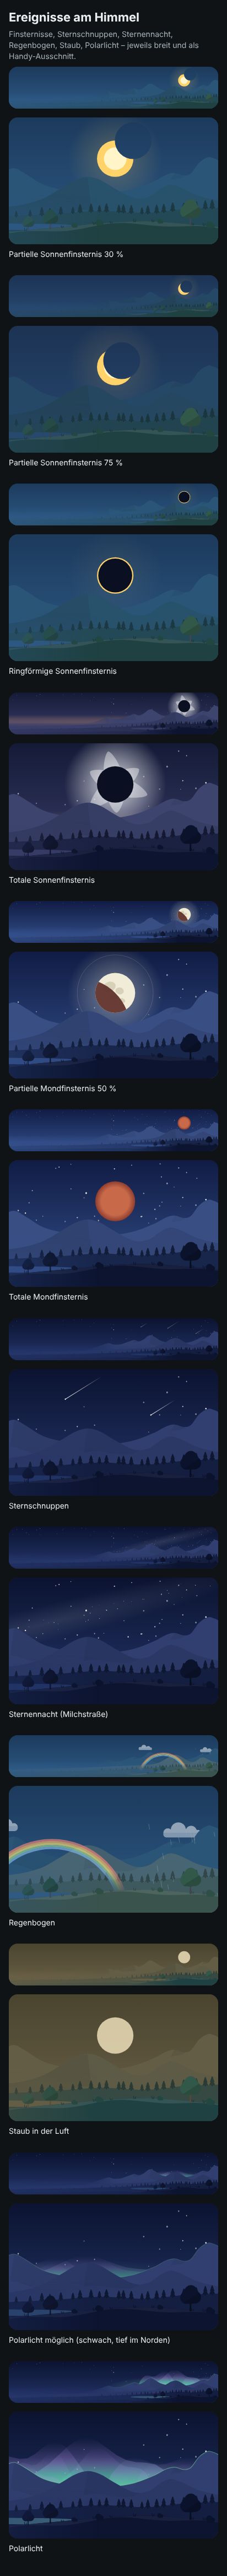 Ereignisse am Himmel
Finsternisse, Sternschnuppen, Sternennacht,
Regenbogen, Staub, Polarlicht – jeweils breit und als
Handy-Ausschnitt.
Partielle Sonnenfinsternis 30 %
Partielle Sonnenfinsternis 75 %
Ringförmige Sonnenfinsternis
Totale Sonnenfinsternis
Partielle Mondfinsternis 50 %
Totale Mondfinsternis
Sternschnuppen
Sternennacht (Milchstraße)
Regenbogen
Staub in der Luft
Polarlicht möglich (schwach, tief im Norden)
Polarlicht